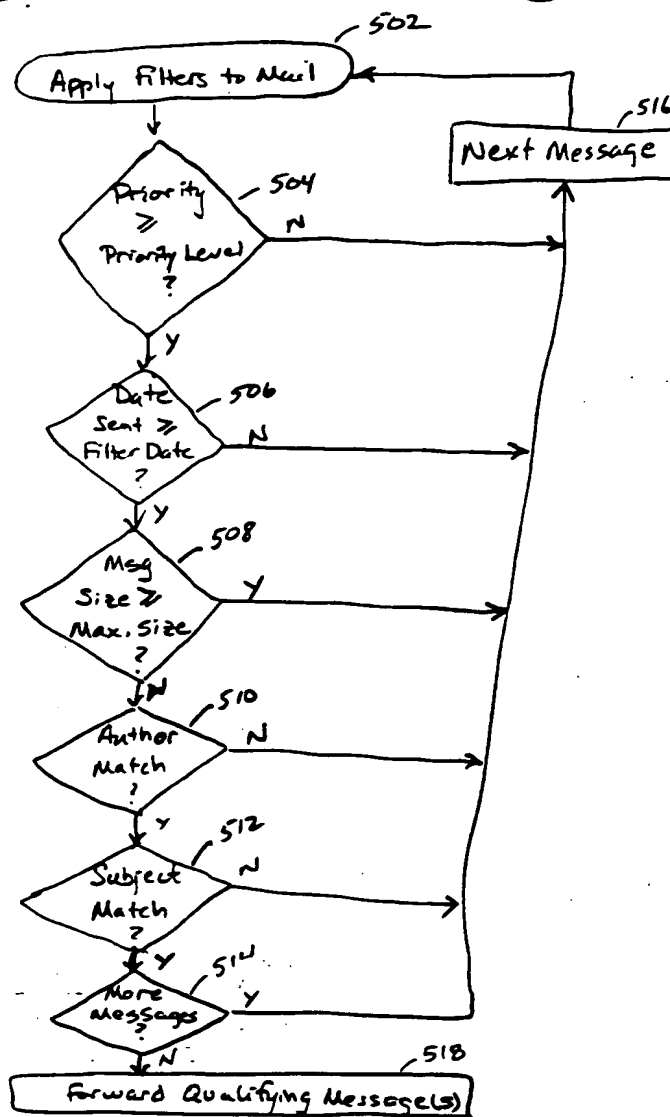 502
Apply Filters to Mail
516
Next Message
504
Priority
≥
Priority Level
?
N
Y
506
Date
Sent ≥
Filter Date
?
N
Y
508
Msg
Size ≥
Max. Size
?
Y
N
510
Author
Match
?
N
Y
512
Subject
Match
?
N
Y
514
More
Messages
?
Y
N
518
Forward Qualifying Message(s)